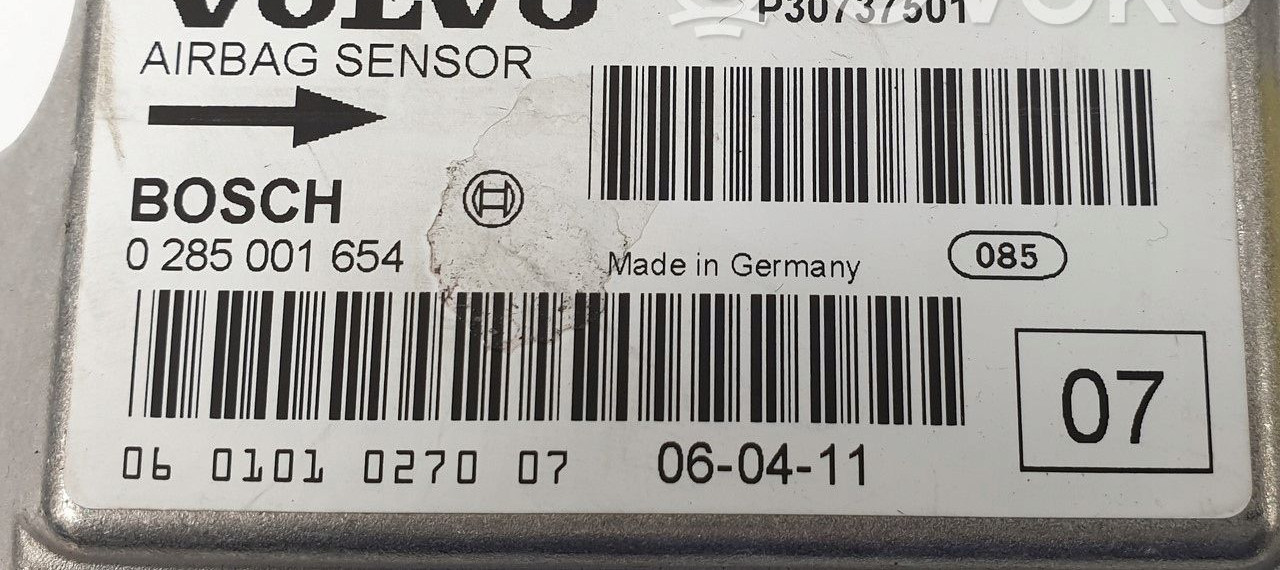 VOLVO
P30737501
AIRBAG SENSOR
BOSCH
0 285 001 654
Made in Germany
085
07
06 0101 0270 07
06-04-11